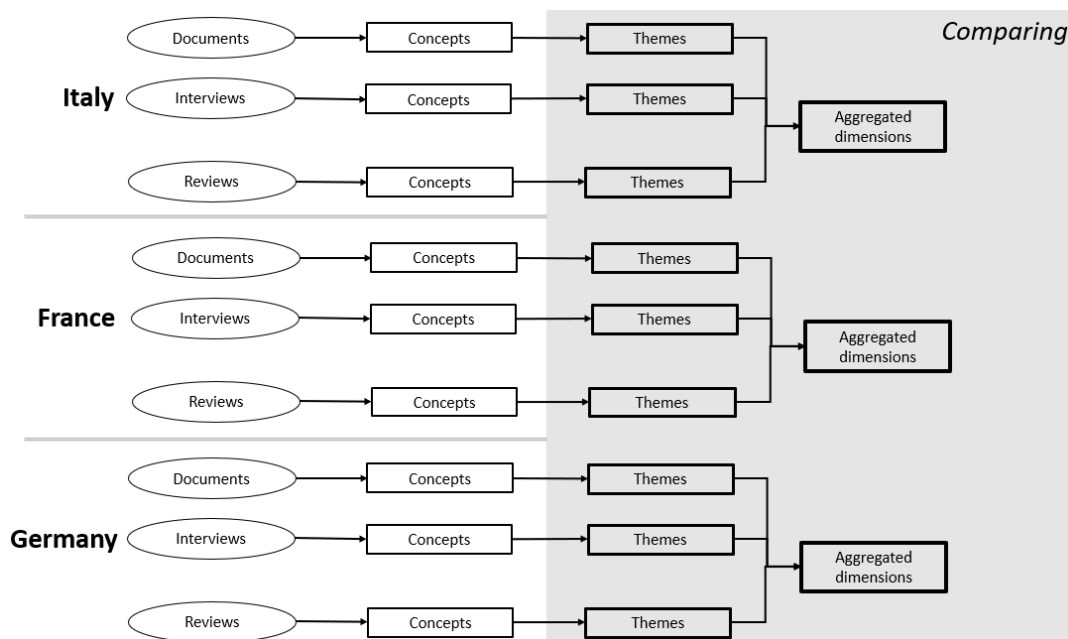 Comparing
Documents
Concepts
Themes
Italy
Interviews
Concepts
Themes
Aggregated
dimensions
Reviews
Concepts
Themes
Documents
Concepts
Themes
France
Interviews
Concepts
Themes
Aggregated
dimensions
Reviews
Concepts
Themes
Documents
Concepts
Themes
Germany
Interviews
Concepts
Themes
Aggregated
dimensions
Reviews
Concepts
Themes